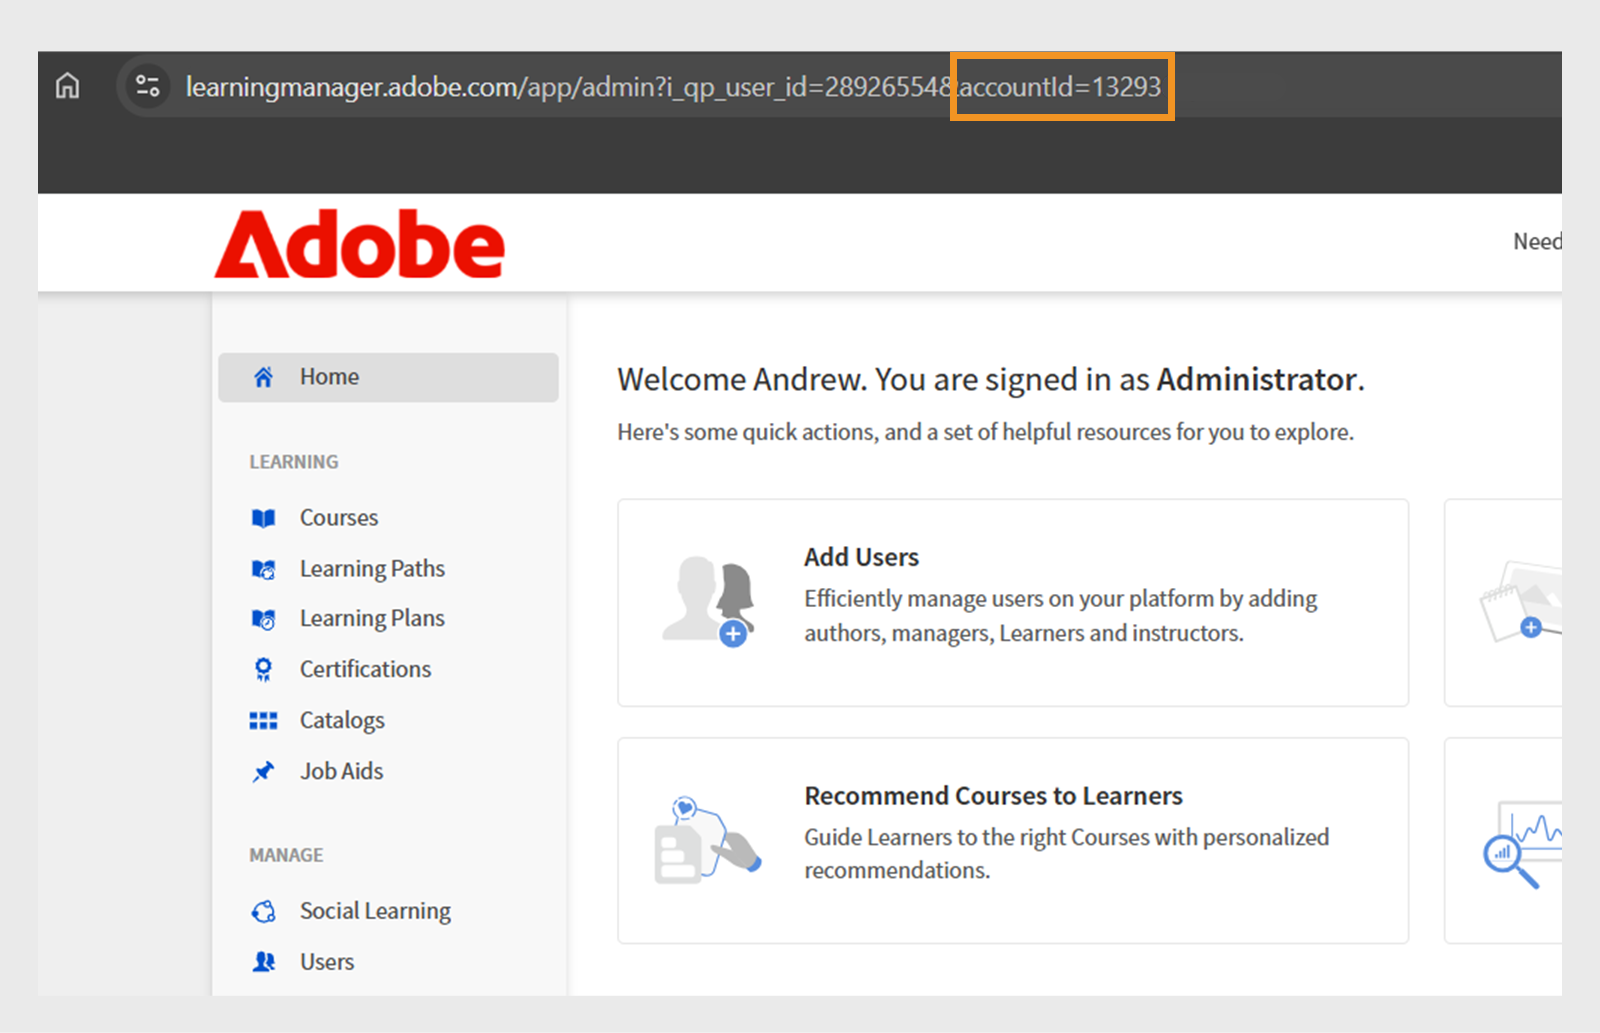 learningmanager.adobe.com/app/admin?i_qp_user_id=289265548&accountId=13293
Adobe
Need
Home
Welcome Andrew. You are signed in as Administrator.
Here's some quick actions, and a set of helpful resources for you to explore.
LEARNING
Courses
Learning Paths
Learning Plans
Certifications
Catalogs
Job Aids
Add Users
Efficiently manage users on your platform by adding
authors, managers, Learners and instructors.
Recommend Courses to Learners
Guide Learners to the right Courses with personalized
recommendations.
MANAGE
Social Learning
Users